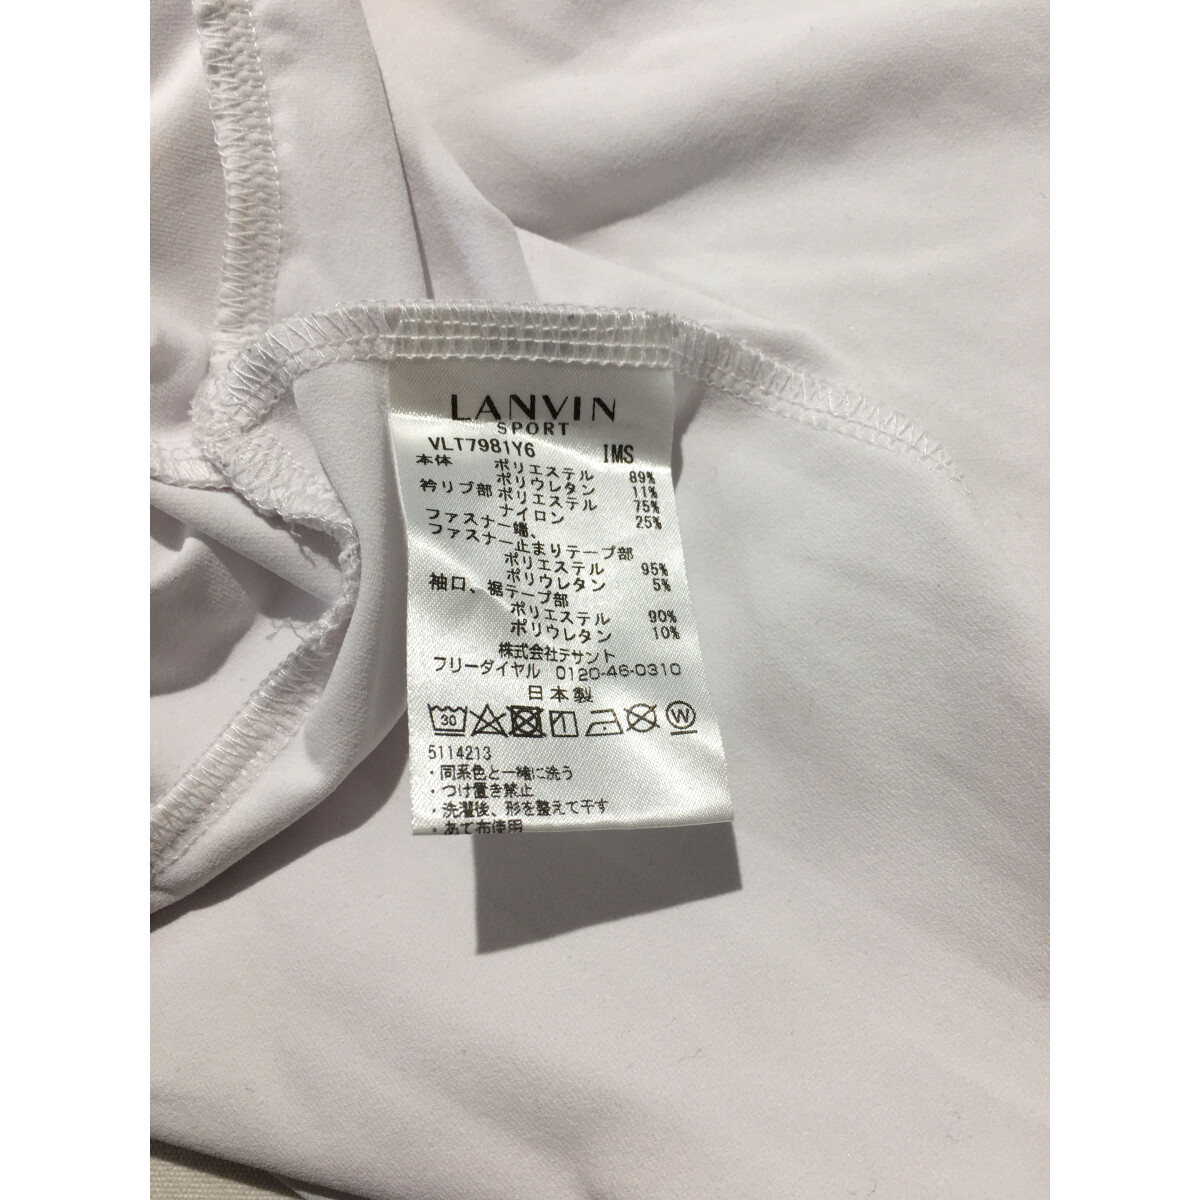 LANVIN
SPORT
VLT7981Y6 IMS
本体 ポリエステル 89%
ポリウレタン 11%
衿リブ部 ポリエステル 75%
ナイロン 25%
ファスナー端、
ファスナー止まりテープ部
ポリエステル 95%
ポリウレタン 5%
袖口、裾テープ部
ポリエステル 90%
ポリウレタン 10%
株式会社デサント
フリーダイヤル 0120-46-0310
日本製
30 W
5114213
・同系色と一緒に洗う
・つけ置き禁止
・洗濯後、形を整えて干す
・あて布使用